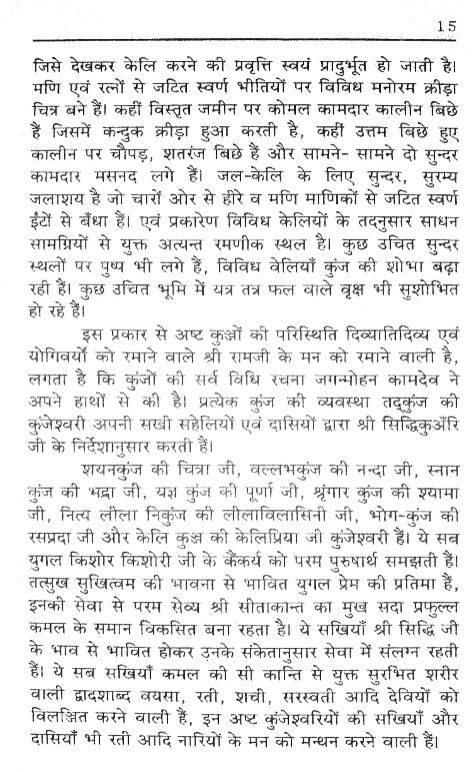 15
जिसे देखकर केलि करने की प्रवृत्ति स्वयं प्रादुर्भूत हो जाती है।
मणि एवं रत्नों से जटित स्वर्ण भीतियों पर विविध मनोरम क्रीड़ा
चित्र बने हैं। कहीं विस्तृत जमीन पर कोमल कामदार कालीन बिछे
हैं जिसमें कन्दुक क्रीड़ा हुआ करती है, कहीं उत्तम बिछे हुए
कालीन पर चौपड़, शतरंज बिछे हैं और सामने- सामने दो सुन्दर
कामदार मसनद लगे हैं। जल-केलि के लिए सुन्दर, सुरम्य
जलाशय है जो चारों ओर से हीरे व मणि माणिकों से जटित स्वर्ण
ईंटों से बँधा हैं। एवं प्रकारेण विविध केलियों के तदनुसार साधन
सामग्रियों से युक्त अत्यन्त रमणीक स्थल है। कुछ उचित सुन्दर
स्थलों पर पुष्प भी लगे हैं, विविध वेलियाँ कुंज की शोभा बढ़ा
रही हैं। कुछ उचित भूमि में यत्र तत्र फल वाले वृक्ष भी सुशोभित
हो रहे हैं।
इस प्रकार से अष्ट कुञ्जों की परिस्थिति दिव्यातिदिव्य एवं
योगिवर्यों को रमाने वाले श्री रामजी के मन को रमाने वाली है,
लगता है कि कुंजों की सर्व विधि रचना जगन्मोहन कामदेव ने
अपने हाथों से की है। प्रत्येक कुंज की व्यवस्था तद्कुंज की
कुंजेश्वरी अपनी सखी सहेलियों एवं दासियों द्वारा श्री सिद्धिकुअँरि
जी के निर्देशानुसार करती हैं।
शयनकुंज की चित्रा जी, वल्लभकुंज की नन्दा जी, स्नान
कुंज की भद्रा जी, यज्ञ कुंज की पूर्णा जी, श्रृंगार कुंज की श्यामा
जी, नित्य लीला निकुंज की लीलाविलासिनी जी, भोग-कुंज की
रसप्रदा जी और केलि कुञ्ज की केलिप्रिया जी कुंजेश्वरी हैं। ये सब
युगल किशोर किशोरी जी के कैंकर्य को परम पुरुषार्थ समझती हैं।
तत्सुख सुखित्वम की भावना से भावित युगल प्रेम की प्रतिमा हैं,
इनकी सेवा से परम सेव्य श्री सीताकान्त का मुख सदा प्रफुल्ल
कमल के समान विकसित बना रहता है। ये सखियाँ श्री सिद्धि जी
के भाव से भावित होकर उनके संकेतानुसार सेवा में संलग्न रहती
हैं। ये सब सखियाँ कमल की सी कान्ति से युक्त सुरभित शरीर
वाली द्वादशाब्द वयसा, रती, शची, सरस्वती आदि देवियों को
विलज्जित करने वाली हैं, इन अष्ट कुंजेश्वरियों की सखियाँ और
दासियाँ भी रती आदि नारियों के मन को मन्थन करने वाली हैं।